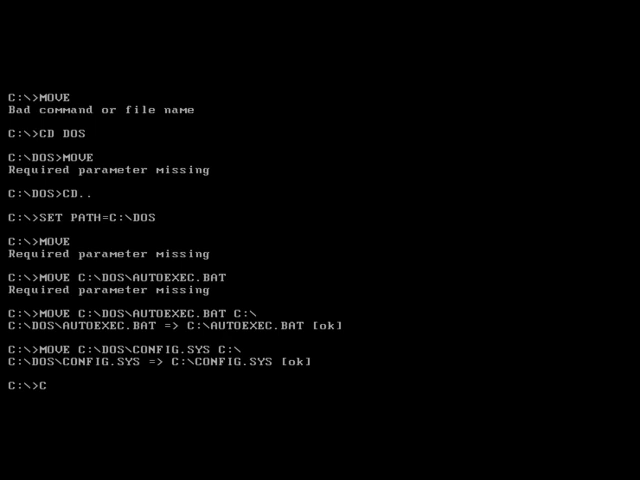 C:\>MOVE
Bad command or file name
C:\>CD DOS
C:\DOS>MOVE
Required parameter missing
C:\DOS>CD..
C:\>SET PATH=C:\DOS
C:\>MOVE
Required parameter missing
C:\>MOVE C:\DOS\AUTOEXEC.BAT
Required parameter missing
C:\>MOVE C:\DOS\AUTOEXEC.BAT C:\
C:\DOS\AUTOEXEC.BAT => C:\AUTOEXEC.BAT [ok]
C:\>MOVE C:\DOS\CONFIG.SYS C:\
C:\DOS\CONFIG.SYS => C:\CONFIG.SYS [ok]
C:\>C